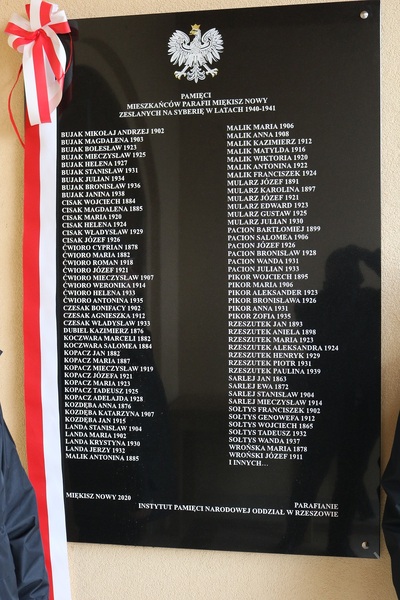 PAMIĘCI
MIESZKAŃCÓW PARAFII MIĘKISZ NOWY
ZESŁANYCH NA SYBERIĘ W LATACH 1940-1941
BUJAK MIKOŁAJ ANDRZEJ 1902
BUJAK MAGDALENA 1903
BUJAK BOLESŁAW 1923
BUJAK MIECZYSŁAW 1925
BUJAK HELENA 1927
BUJAK STANISŁAW 1931
BUJAK JULIAN 1934
BUJAK BRONISŁAW 1936
BUJAK JANINA 1938
CISAK WOJCIECH 1884
CISAK MAGDALENA 1885
CISAK MARIA 1920
CISAK HELENA 1924
CISAK WŁADYSŁAW 1929
CISAK JÓZEF 1926
ĆWIORO CYPRIAN 1878
ĆWIORO MARIA 1882
ĆWIORO ROMAN 1918
ĆWIORO JÓZEF 1921
ĆWIORO MIECZYSŁAW 1907
ĆWIORO WERONIKA 1914
ĆWIORO HELENA 1933
ĆWIORO ANTONINA 1935
CZESAK BONIFACY 1902
CZESAK AGNIESZKA 1912
CZESAK WŁADYSŁAW 1933
DUBIEL KAZIMIERZ 1876
KOCZWARA MARCELI 1882
KOCZWARA SALOMEA 1884
KOPACZ JAN 1882
KOPACZ MARIA 1887
KOPACZ MIECZYSŁAW 1919
KOPACZ JÓZEFA 1921
KOPACZ MARIA 1923
KOPACZ TADEUSZ 1925
KOPACZ ADELAJDA 1928
KOZDĘBA ANNA 1876
KOZDĘBA KATARZYNA 1907
KOZDĘBA JAN 1915
LANDA STANISŁAW 1904
LANDA MARIA 1902
LANDA KRYSTYNA 1930
LANDA JERZY 1932
MALIK ANTONINA 1885
MALIK MARIA 1906
MALIK ANNA 1908
MALIK KAZIMIERZ 1912
MALIK MATYLDA 1916
MALIK WIKTORIA 1920
MALIK ANTONINA 1922
MALIK FRANCISZEK 1924
MULARZ JÓZEF 1891
MULARZ KAROLINA 1897
MULARZ JÓZEF 1921
MULARZ EDWARD 1923
MULARZ GUSTAW 1925
MULARZ JULIAN 1930
PACION BARTŁOMIEJ 1899
PACION SALOMEA 1906
PACION JÓZEF 1926
PACION BRONISŁAW 1928
PACION WANDA 1931
PACION JULIAN 1933
PIKOR WOJCIECH 1895
PIKOR MARIA 1906
PIKOR ALEKSANDER 1923
PIKOR BRONISŁAWA 1926
PIKOR ANNA 1931
PIKOR ZOFIA 1935
RZESZUTEK JAN 1893
RZESZUTEK ANIELA 1898
RZESZUTEK MARIA 1923
RZESZUTEK ALEKSANDRA 1924
RZESZUTEK HENRYK 1929
RZESZUTEK PIOTR 1931
RZESZUTEK PAULINA 1939
SARLEJ JAN 1863
SARLEJ EWA 1872
SARLEJ STANISŁAW 1904
SARLEJ MIECZYSŁAW 1914
SOŁTYS FRANCISZEK 1902
SOŁTYS GENOWEFA 1912
SOŁTYS WOJCIECH 1865
SOŁTYS TADEUSZ 1932
SOŁTYS WANDA 1937
WROŃSKA MARIA 1878
WROŃSKI JÓZEF 1911
I INNYCH...
MIĘKISZ NOWY 2020
PARAFIANIE
INSTYTUT PAMIĘCI NARODOWEJ ODDZIAŁ W RZESZOWIE